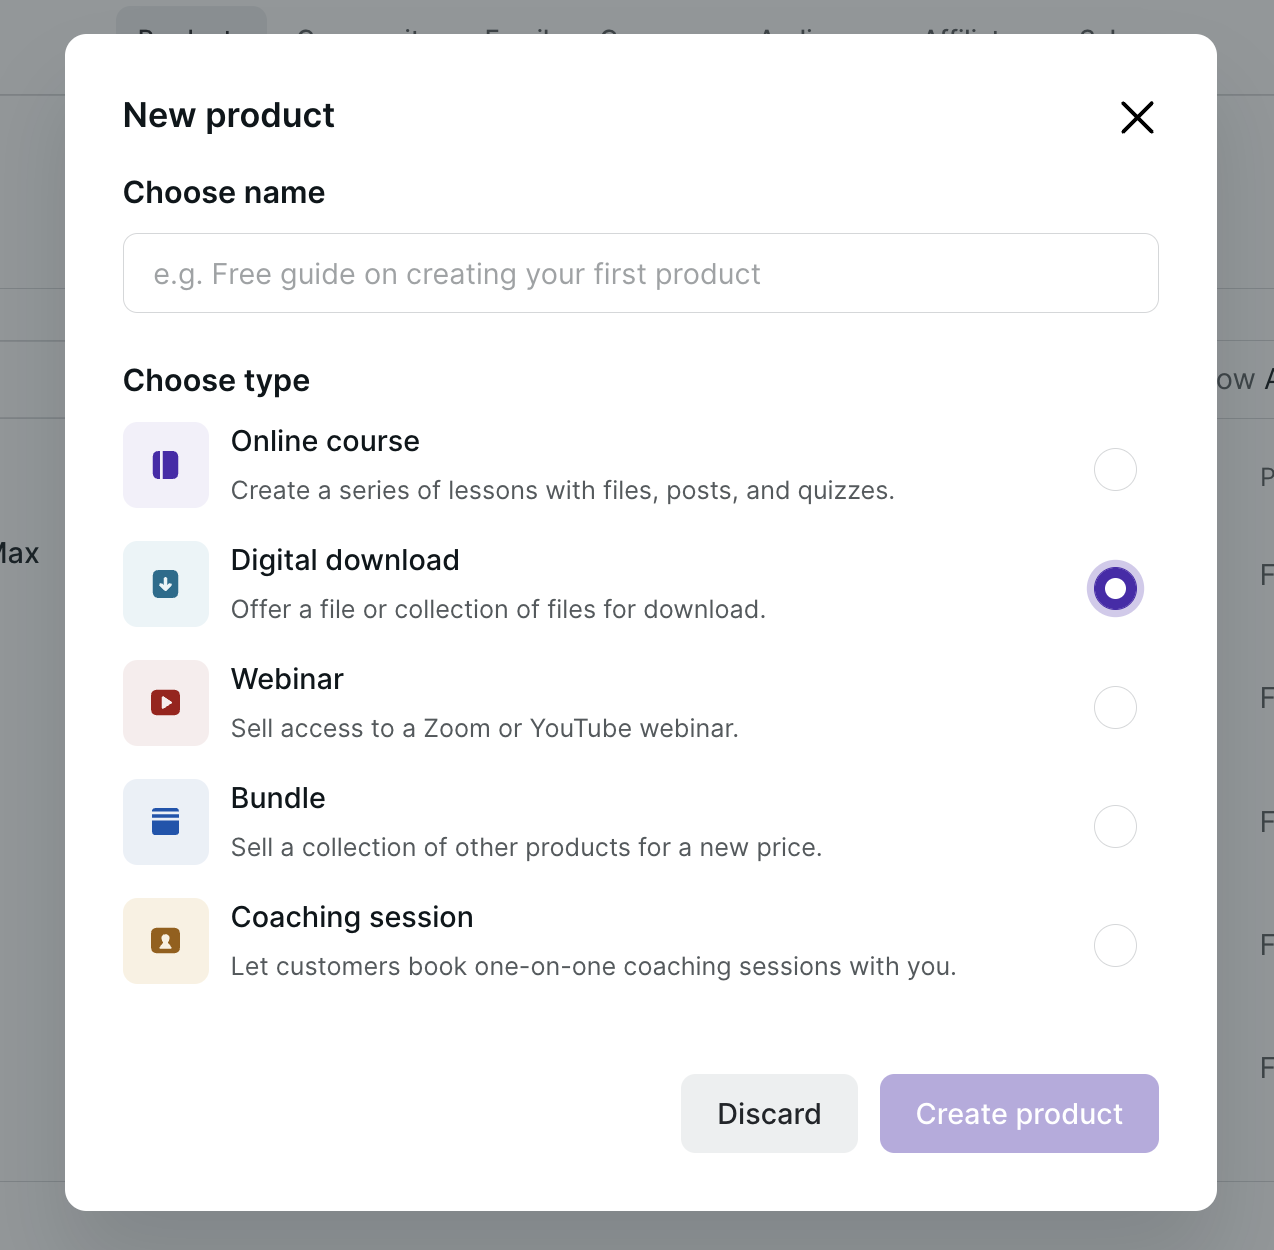 New product
Choose name
e.g. Free guide on creating your first product
Choose type
Online course
Create a series of lessons with files, posts, and quizzes.
Digital download
Offer a file or collection of files for download.
Webinar
Sell access to a Zoom or YouTube webinar.
Bundle
Sell a collection of other products for a new price.
Coaching session
Let customers book one-on-one coaching sessions with you.
Discard
Create product